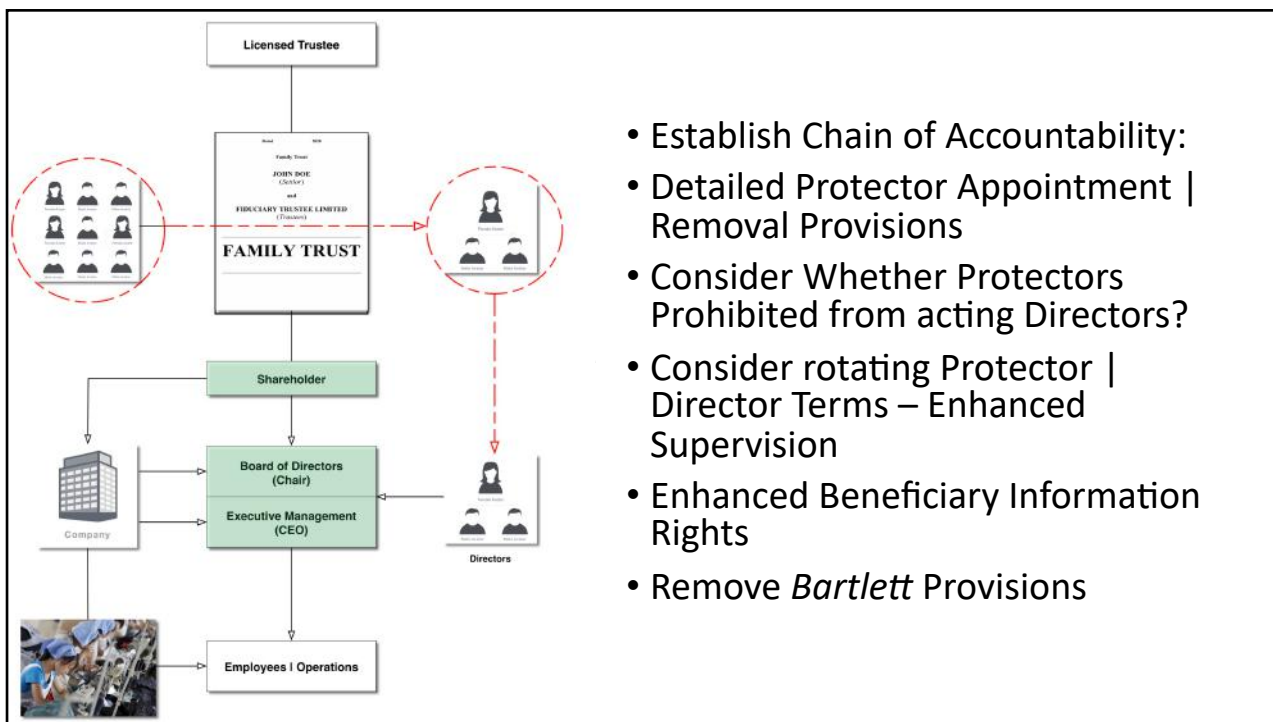 Licensed Trustee
Family Trust
JOHN DOE
(Settlor)
and
FIDUCIARY TRUSTEE LIMITED
(Trustees)
FAMILY TRUST
Shareholder
Board of Directors
(Chair)
Executive Management
(CEO)
Company
Directors
Employees | Operations
• Establish Chain of Accountability:
• Detailed Protector Appointment |
Removal Provisions
• Consider Whether Protectors
Prohibited from acting Directors?
• Consider rotating Protector |
Director Terms – Enhanced
Supervision
• Enhanced Beneficiary Information
Rights
• Remove Bartlett Provisions